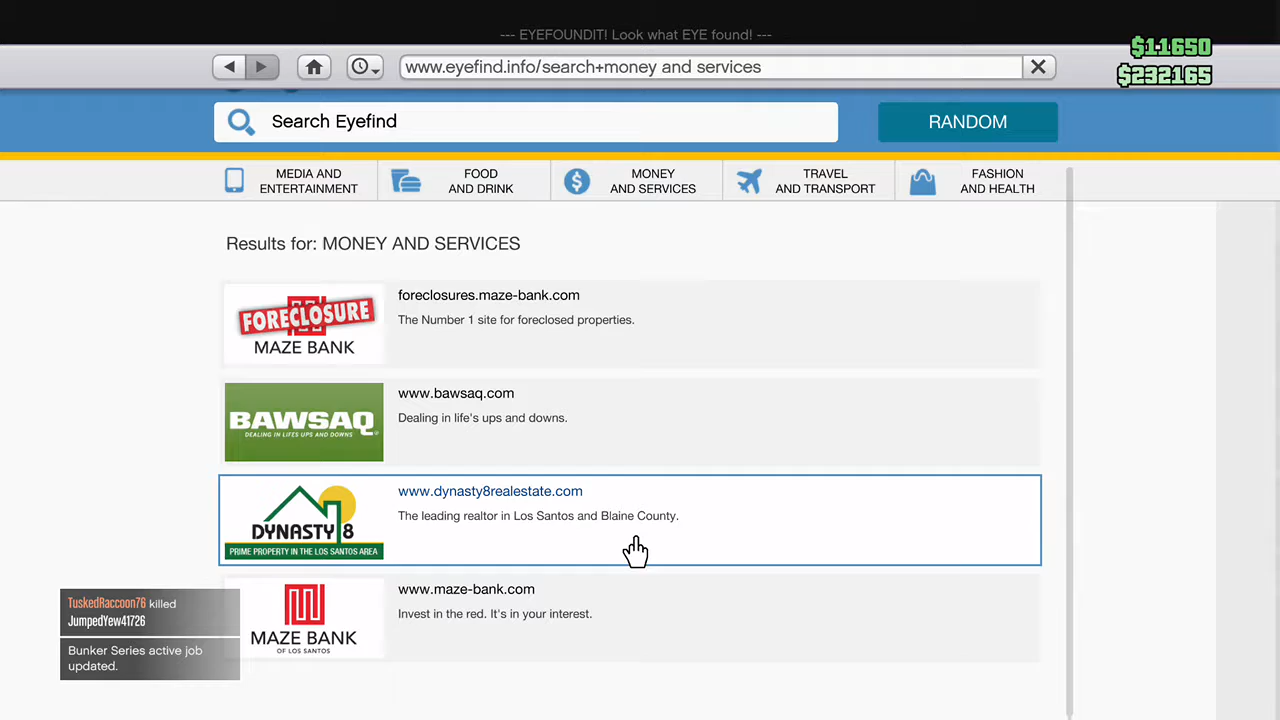 --- EYEFOUNDIT! Look what EYE found! ---
$11650
$232165
www.eyefind.info/search+money and services
Search Eyefind
RANDOM
MEDIA AND
ENTERTAINMENT
FOOD
AND DRINK
MONEY
AND SERVICES
TRAVEL
AND TRANSPORT
FASHION
AND HEALTH
Results for: MONEY AND SERVICES
FORECLOSURE
MAZE BANK
foreclosures.maze-bank.com
The Number 1 site for foreclosed properties.
BAWSAQ
DEALING IN LIFE'S UPS AND DOWNS
www.bawsaq.com
Dealing in life's ups and downs.
DYNASTY 8
PRIME PROPERTY IN THE LOS SANTOS AREA
www.dynasty8realestate.com
The leading realtor in Los Santos and Blaine County.
MAZE BANK
OF LOS SANTOS
www.maze-bank.com
Invest in the red. It's in your interest.
TuskedRaccoon76 killed
JumpedYew41726
Bunker Series active job
updated.